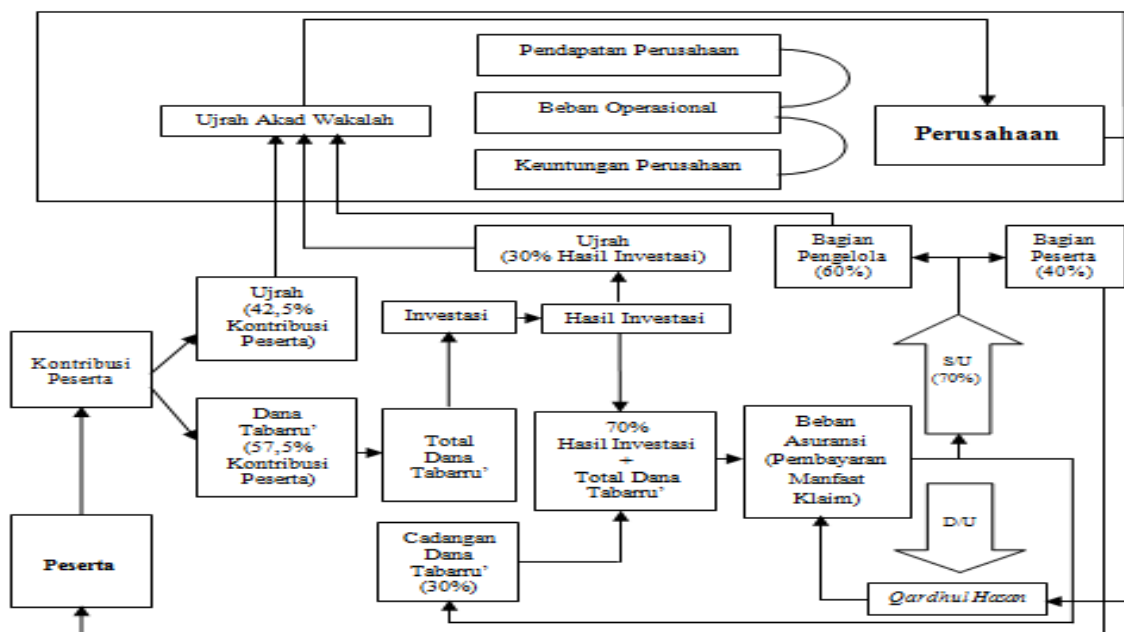 Pendapatan Perusahaan
Ujrah Akad Wakalah
Beban Operasional
Perusahaan
Keuntungan Perusahaan
Ujrah
(30% Hasil Investasi)
Bagian
Pengelola
(60%)
Bagian
Peserta
(40%)
Ujrah
(42,5%
Kontribusi
Peserta)
Investasi
Hasil Investasi
Kontribusi
Peserta
S/U
(70%)
Dana
Tabarru’
(57,5%
Kontribusi
Peserta)
Total
Dana
Tabarru’
70%
Hasil Investasi
+
Total Dana
Tabarru’
Beban
Asuransi
(Pembayaran
Manfaat
Klaim)
D/U
Peserta
Cadangan
Dana
Tabarru’
(30%)
Qardhul Hasan